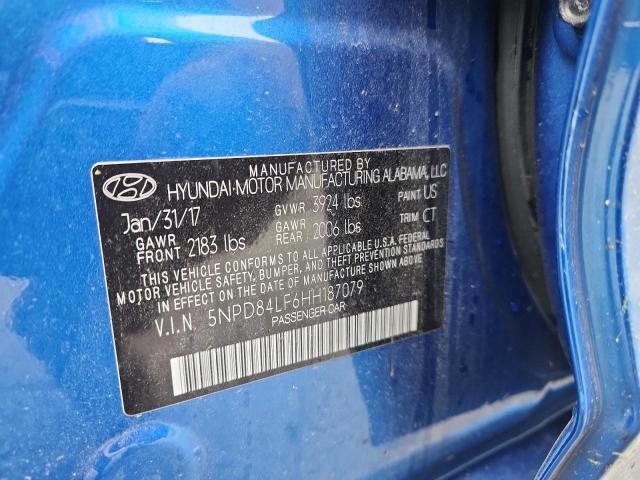 MANUFACTURED BY
HYUNDAI MOTOR MANUFACTURING ALABAMA, LLC
Jan/31/17 GVWR 3924 lbs PAINT US
GAWR FRONT 2183 lbs GAWR REAR 2006 lbs TRIM CT
THIS VEHICLE CONFORMS TO ALL APPLICABLE U.S.A. FEDERAL
MOTOR VEHICLE SAFETY, BUMPER, AND THEFT PREVENTION STANDARDS
IN EFFECT ON THE DATE OF MANUFACTURE SHOWN ABOVE.
V.I.N. 5NPD84LF6HH187079
PASSENGER CAR